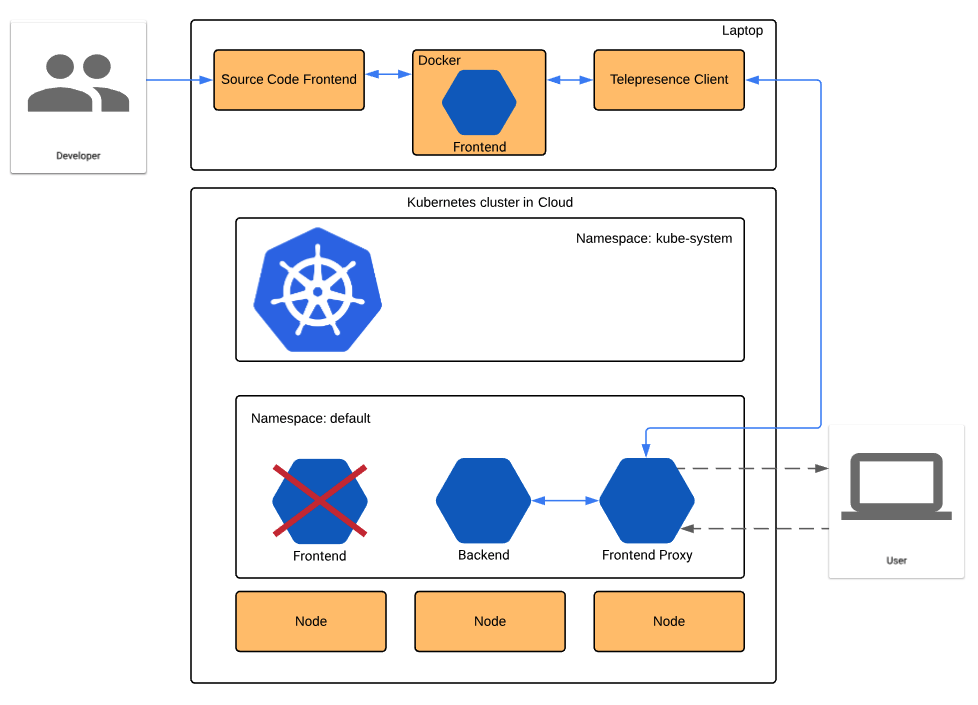 Laptop
Source Code Frontend
Docker
Frontend
Telepresence Client
Developer
Kubernetes cluster in Cloud
Namespace: kube-system
Namespace: default
Frontend
Backend
Frontend Proxy
User
Node
Node
Node